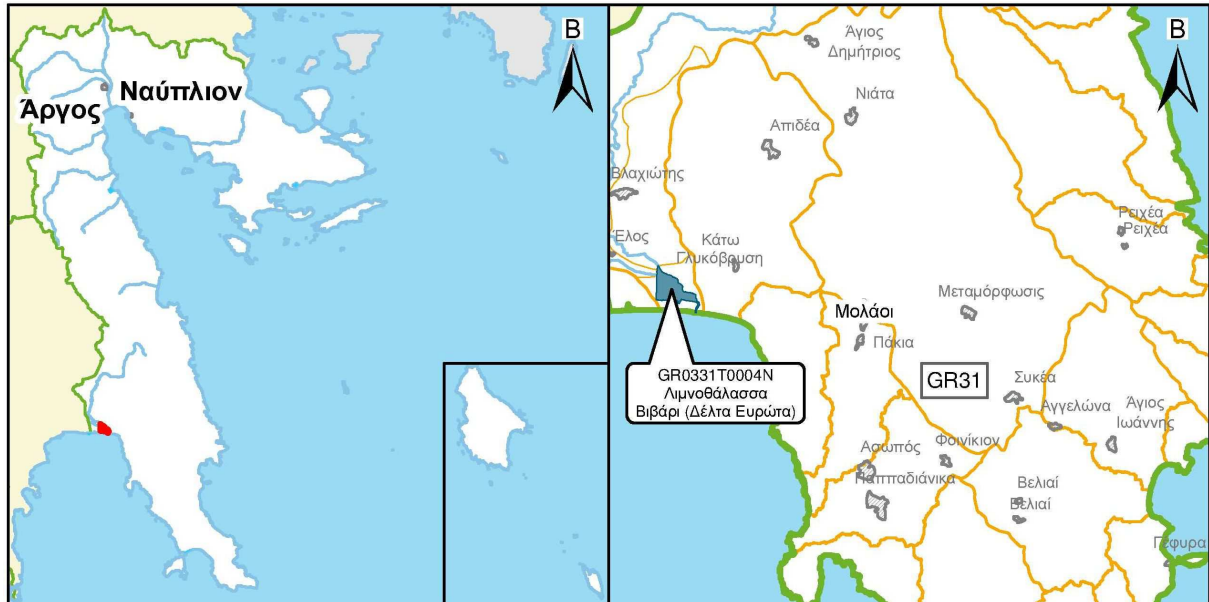 B
Ναύπλιον
Άργος
B
Άγιος
Δημήτριος
Νιάτα
Απιδέα
Βλαχιώτης
Ρειχέα
Ρειχέα
Έλος
Κάτω
Γλυκόβρυση
Μεταμόρφωσις
Μολάοι
Πάκια
GR0331T0004N
Λιμνοθάλασσα
Βιβάρι (Δέλτα Ευρώτα)
GR31
Συκέα
Αγγελώνα
Άγιος
Ιωάννης
Ασωπός
Φοινίκιον
Παππαδιάνικα
Βελιαί
Βελιαί
Γέφυρα